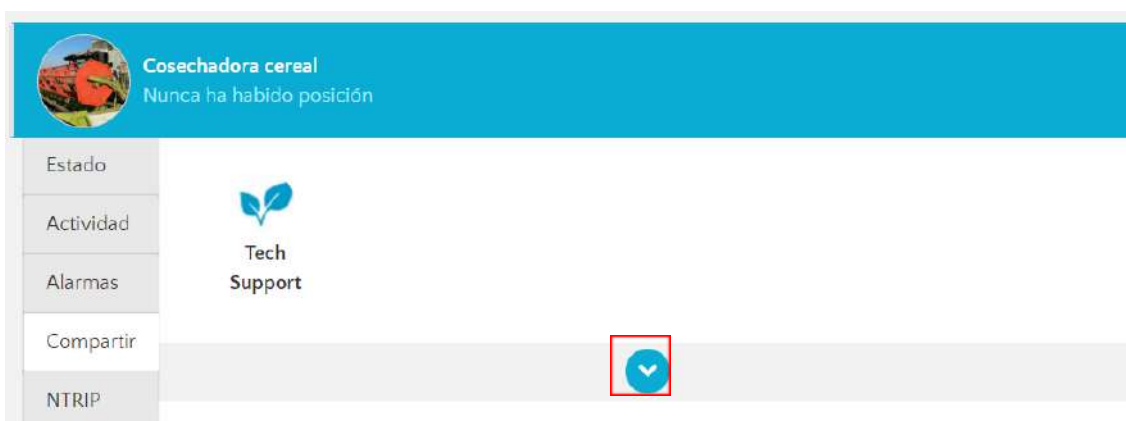 Cosechadora cereal
Nunca ha habido posición
Estado
Actividad
Alarmas
Compartir
NTRIP
Tech
Support